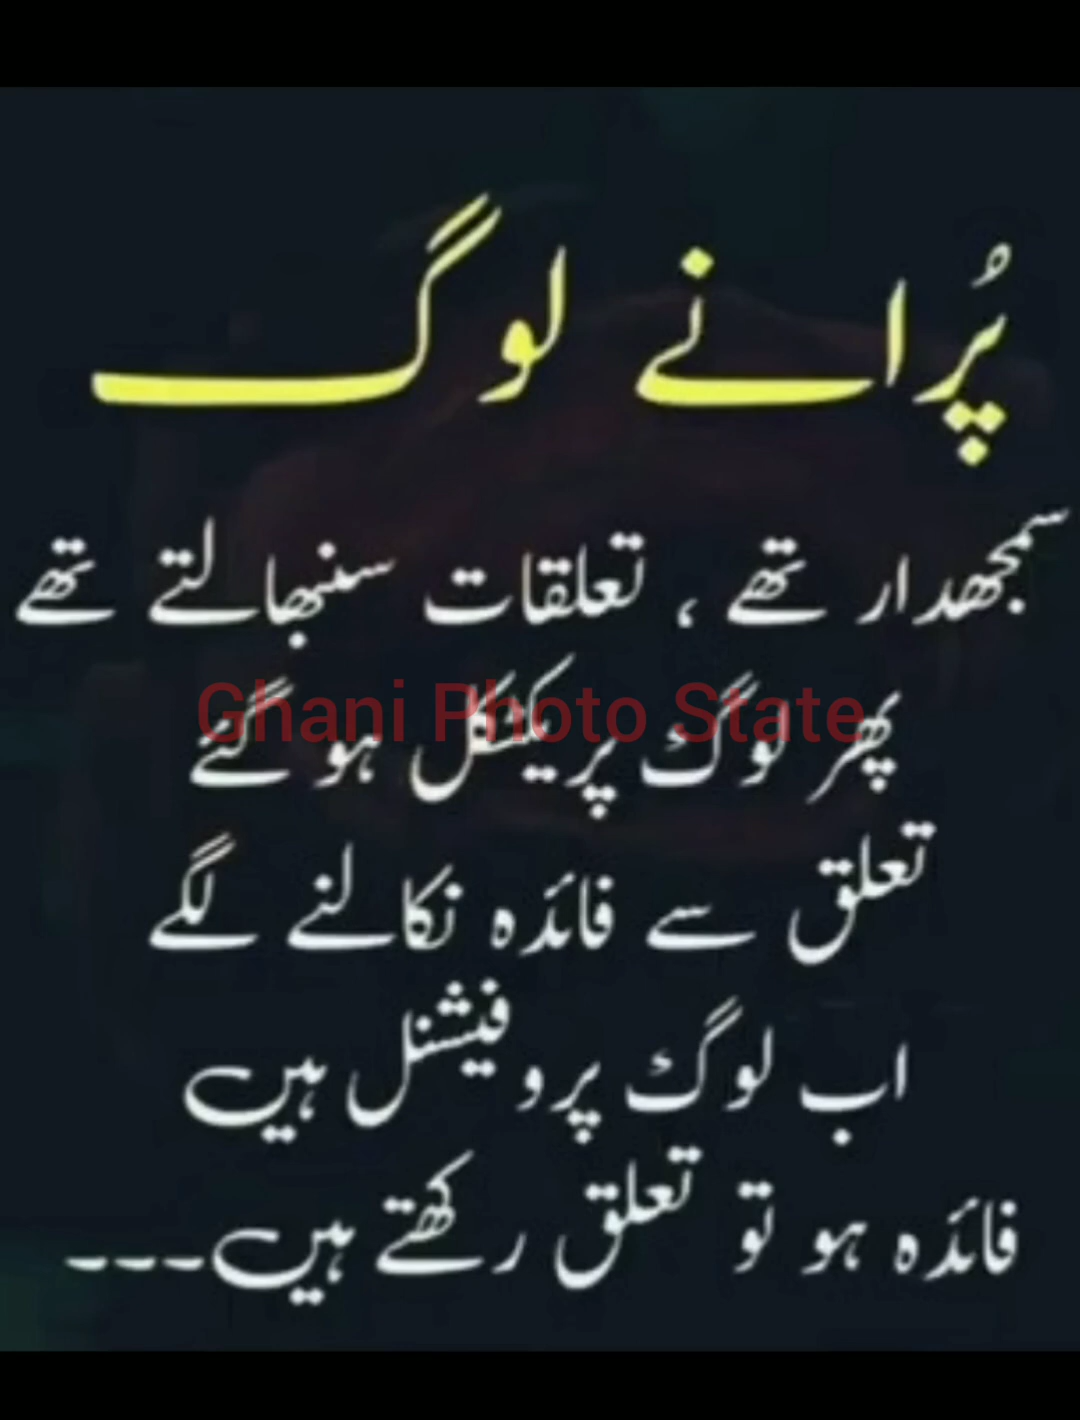 پُرانے لوگ
سمجھدار تھے ، تعلقات سنبھالتے تھے
Ghani Photo State
پھر لوگ پریکٹیکل ہو گئے
تعلق سے فائدہ نکالنے لگے
اب لوگ پروفیشنل ہیں
فائدہ ہو تو تعلق رکھتے ہیں۔۔۔